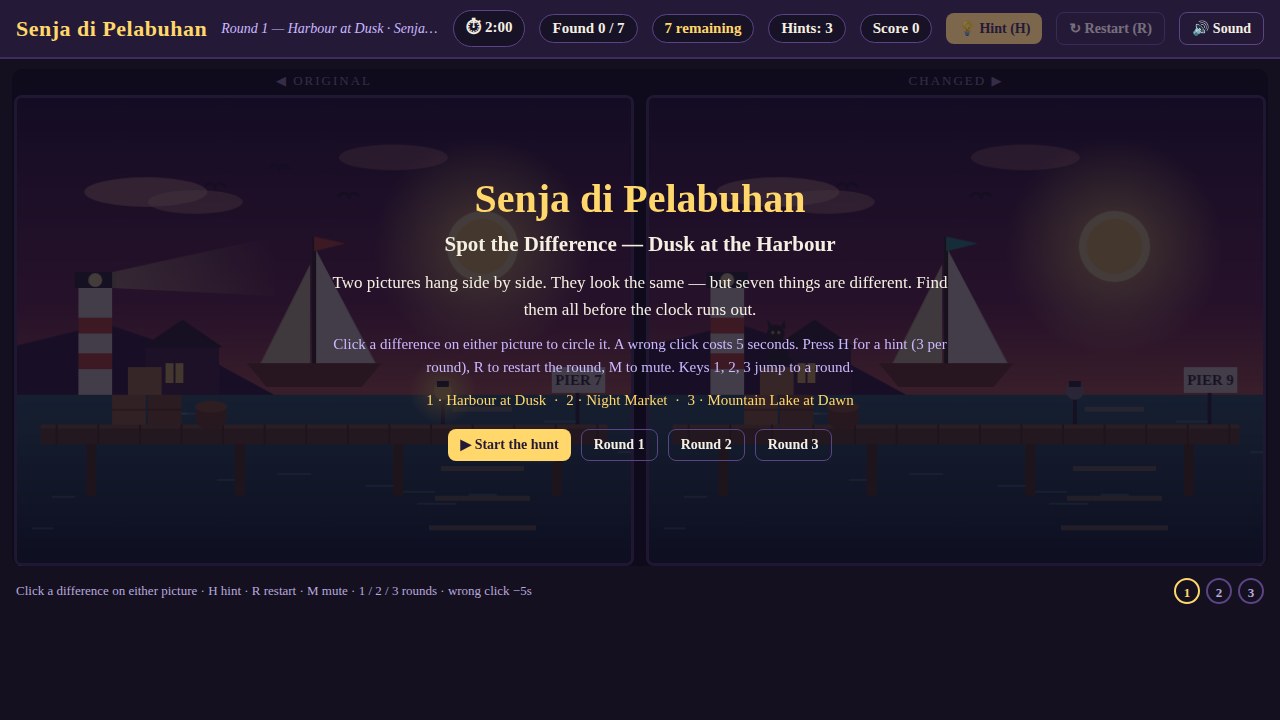 Senja di Pelabuhan
Round 1 — Harbour at Dusk · Senja…
⏱ 2:00
Found 0 / 7
7 remaining
Hints: 3
Score 0
💡 Hint (H)
↻ Restart (R)
🔊 Sound
◀ ORIGINAL
CHANGED ▶
Senja di Pelabuhan
Spot the Difference — Dusk at the Harbour
Two pictures hang side by side. They look the same — but seven things are different. Find
them all before the clock runs out.
Click a difference on either picture to circle it. A wrong click costs 5 seconds. Press H for a hint (3 per
round), R to restart the round, M to mute. Keys 1, 2, 3 jump to a round.
PIER 7
PIER 9
1 · Harbour at Dusk · 2 · Night Market · 3 · Mountain Lake at Dawn
▶ Start the hunt
Round 1
Round 2
Round 3
Click a difference on either picture · H hint · R restart · M mute · 1 / 2 / 3 rounds · wrong click −5s
1
2
3